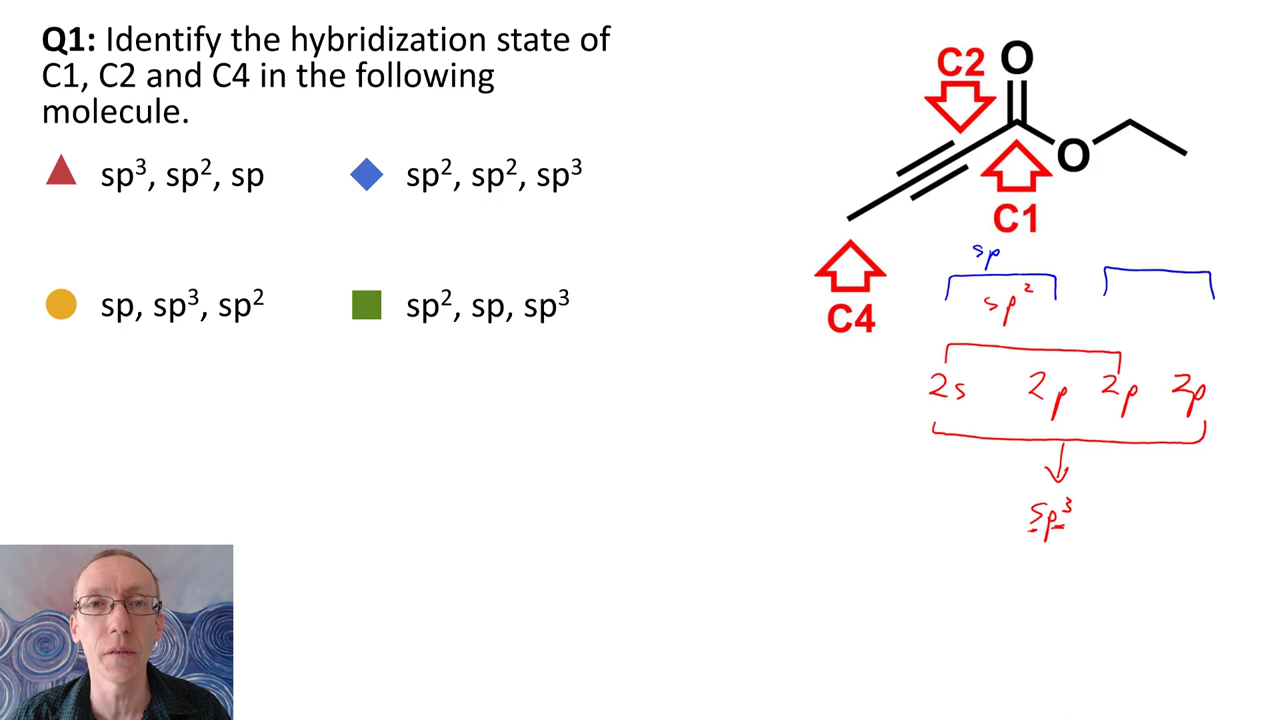 Q1: Identify the hybridization state of
C1, C2 and C4 in the following
molecule.
sp³, sp², sp
sp², sp², sp³
sp, sp³, sp²
sp², sp, sp³
C2 O
O
C1
C4
sp
sp²
2s 2p 2p 2p
sp³